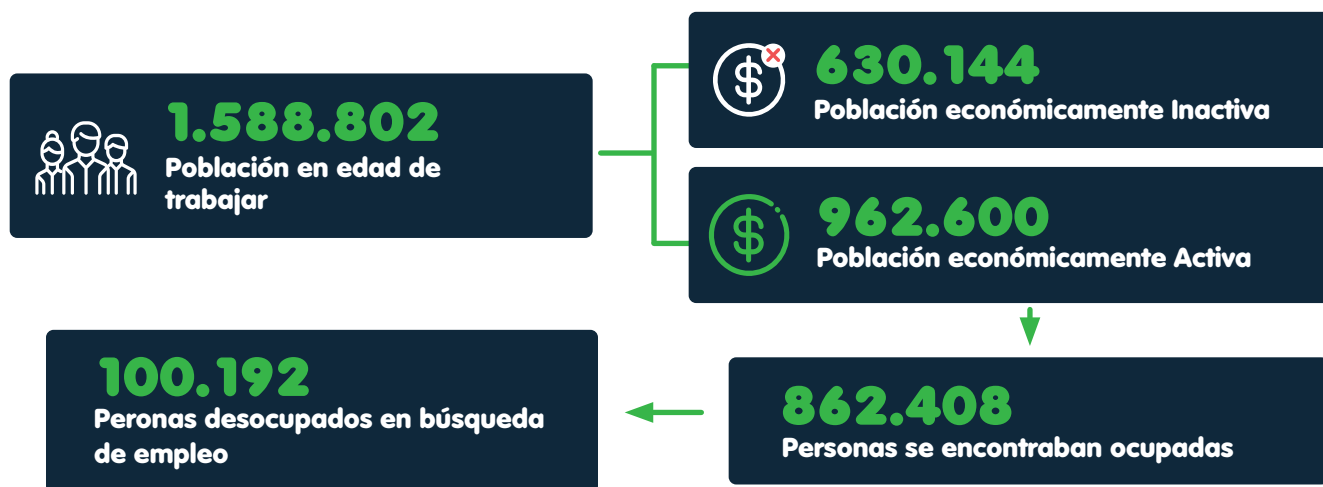 1.588.802
Población en edad de
trabajar
630.144
Población económicamente Inactiva
962.600
Población económicamente Activa
862.408
Personas se encontraban ocupadas
100.192
Peronas desocupados en búsqueda
de empleo